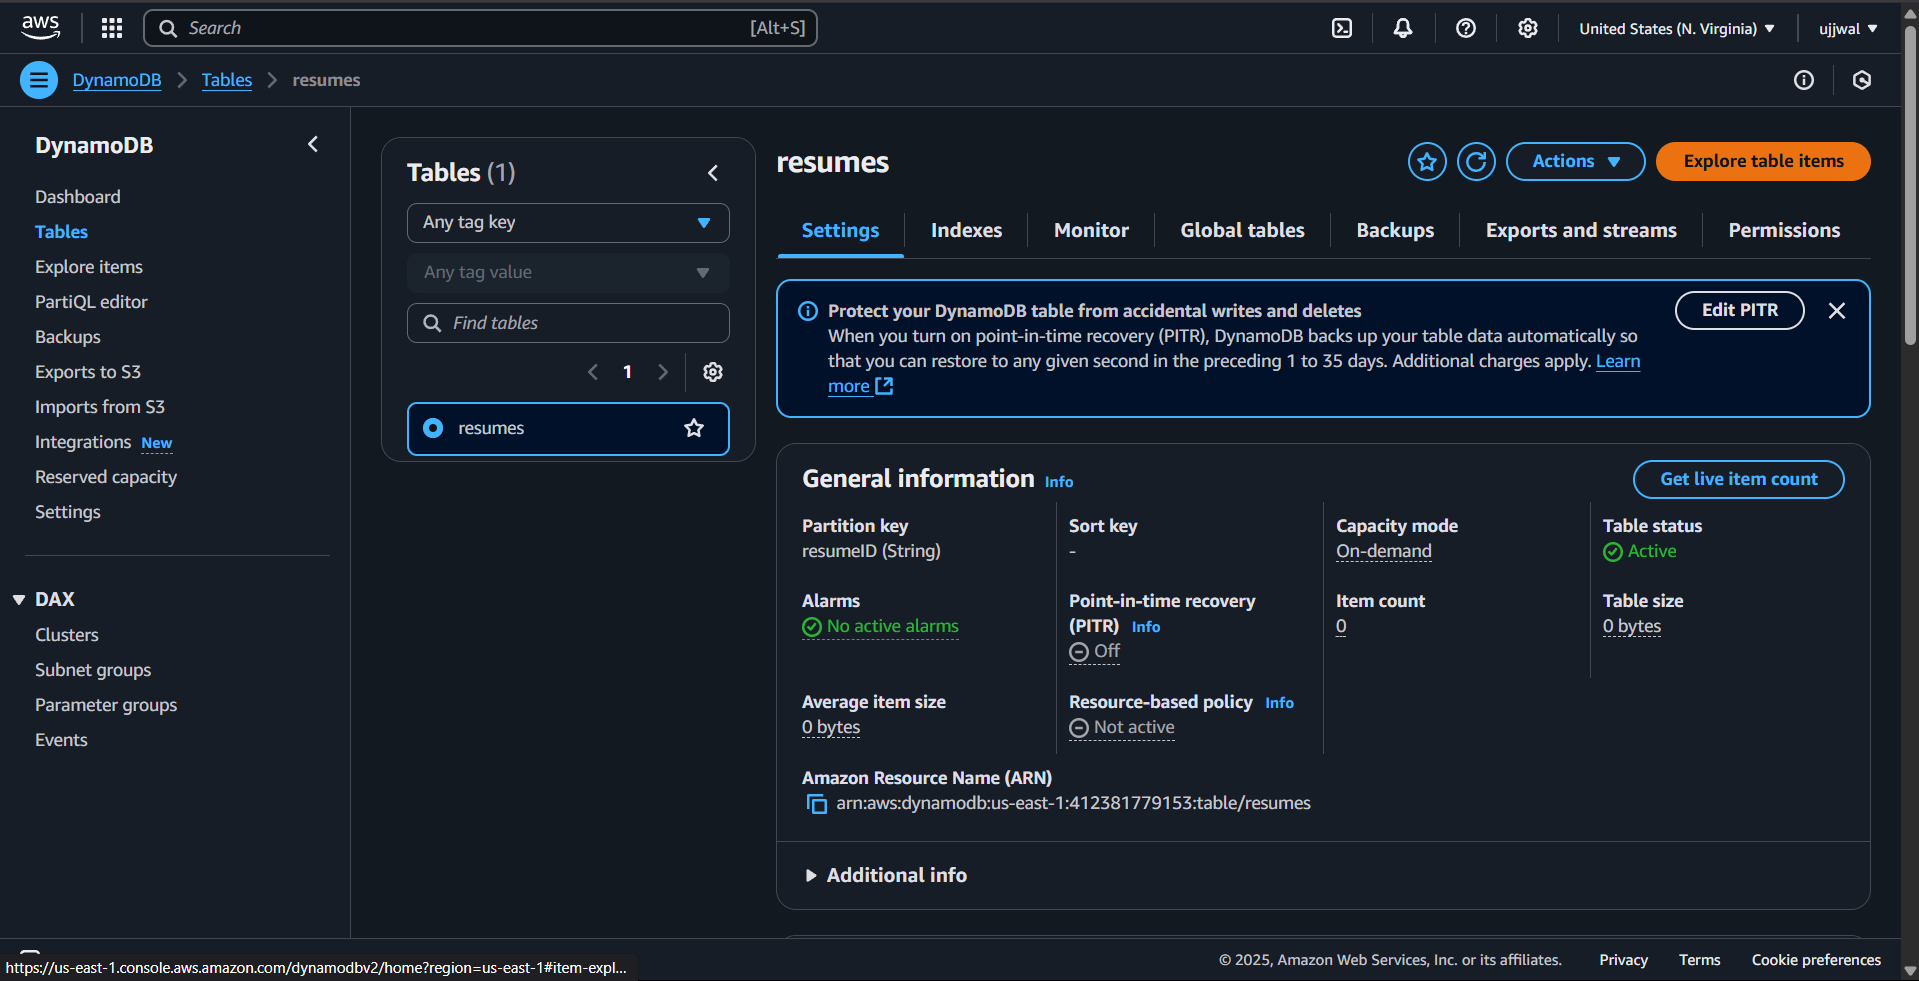 aws
Search
[Alt+S]
United States (N. Virginia)
ujjwal
DynamoDB
Tables
resumes
DynamoDB
Dashboard
Tables
Explore items
PartiQL editor
Backups
Exports to S3
Imports from S3
Integrations New
Reserved capacity
Settings
DAX
Clusters
Subnet groups
Parameter groups
Events
Tables (1)
Any tag key
Any tag value
Find tables
1
resumes
resumes
Actions
Explore table items
Settings
Indexes
Monitor
Global tables
Backups
Exports and streams
Permissions
Protect your DynamoDB table from accidental writes and deletes
When you turn on point-in-time recovery (PITR), DynamoDB backs up your table data automatically so
that you can restore to any given second in the preceding 1 to 35 days. Additional charges apply. Learn
more
Edit PITR
General information Info
Get live item count
Partition key
resumeID (String)
Sort key
-
Capacity mode
On-demand
Table status
Active
Alarms
No active alarms
Point-in-time recovery
(PITR) Info
Off
Item count
0
Table size
0 bytes
Average item size
0 bytes
Resource-based policy Info
Not active
Amazon Resource Name (ARN)
arn:aws:dynamodb:us-east-1:412381779153:table/resumes
Additional info
https://us-east-1.console.aws.amazon.com/dynamodbv2/home?region=us-east-1#item-expl...
© 2025, Amazon Web Services, Inc. or its affiliates.
Privacy
Terms
Cookie preferences